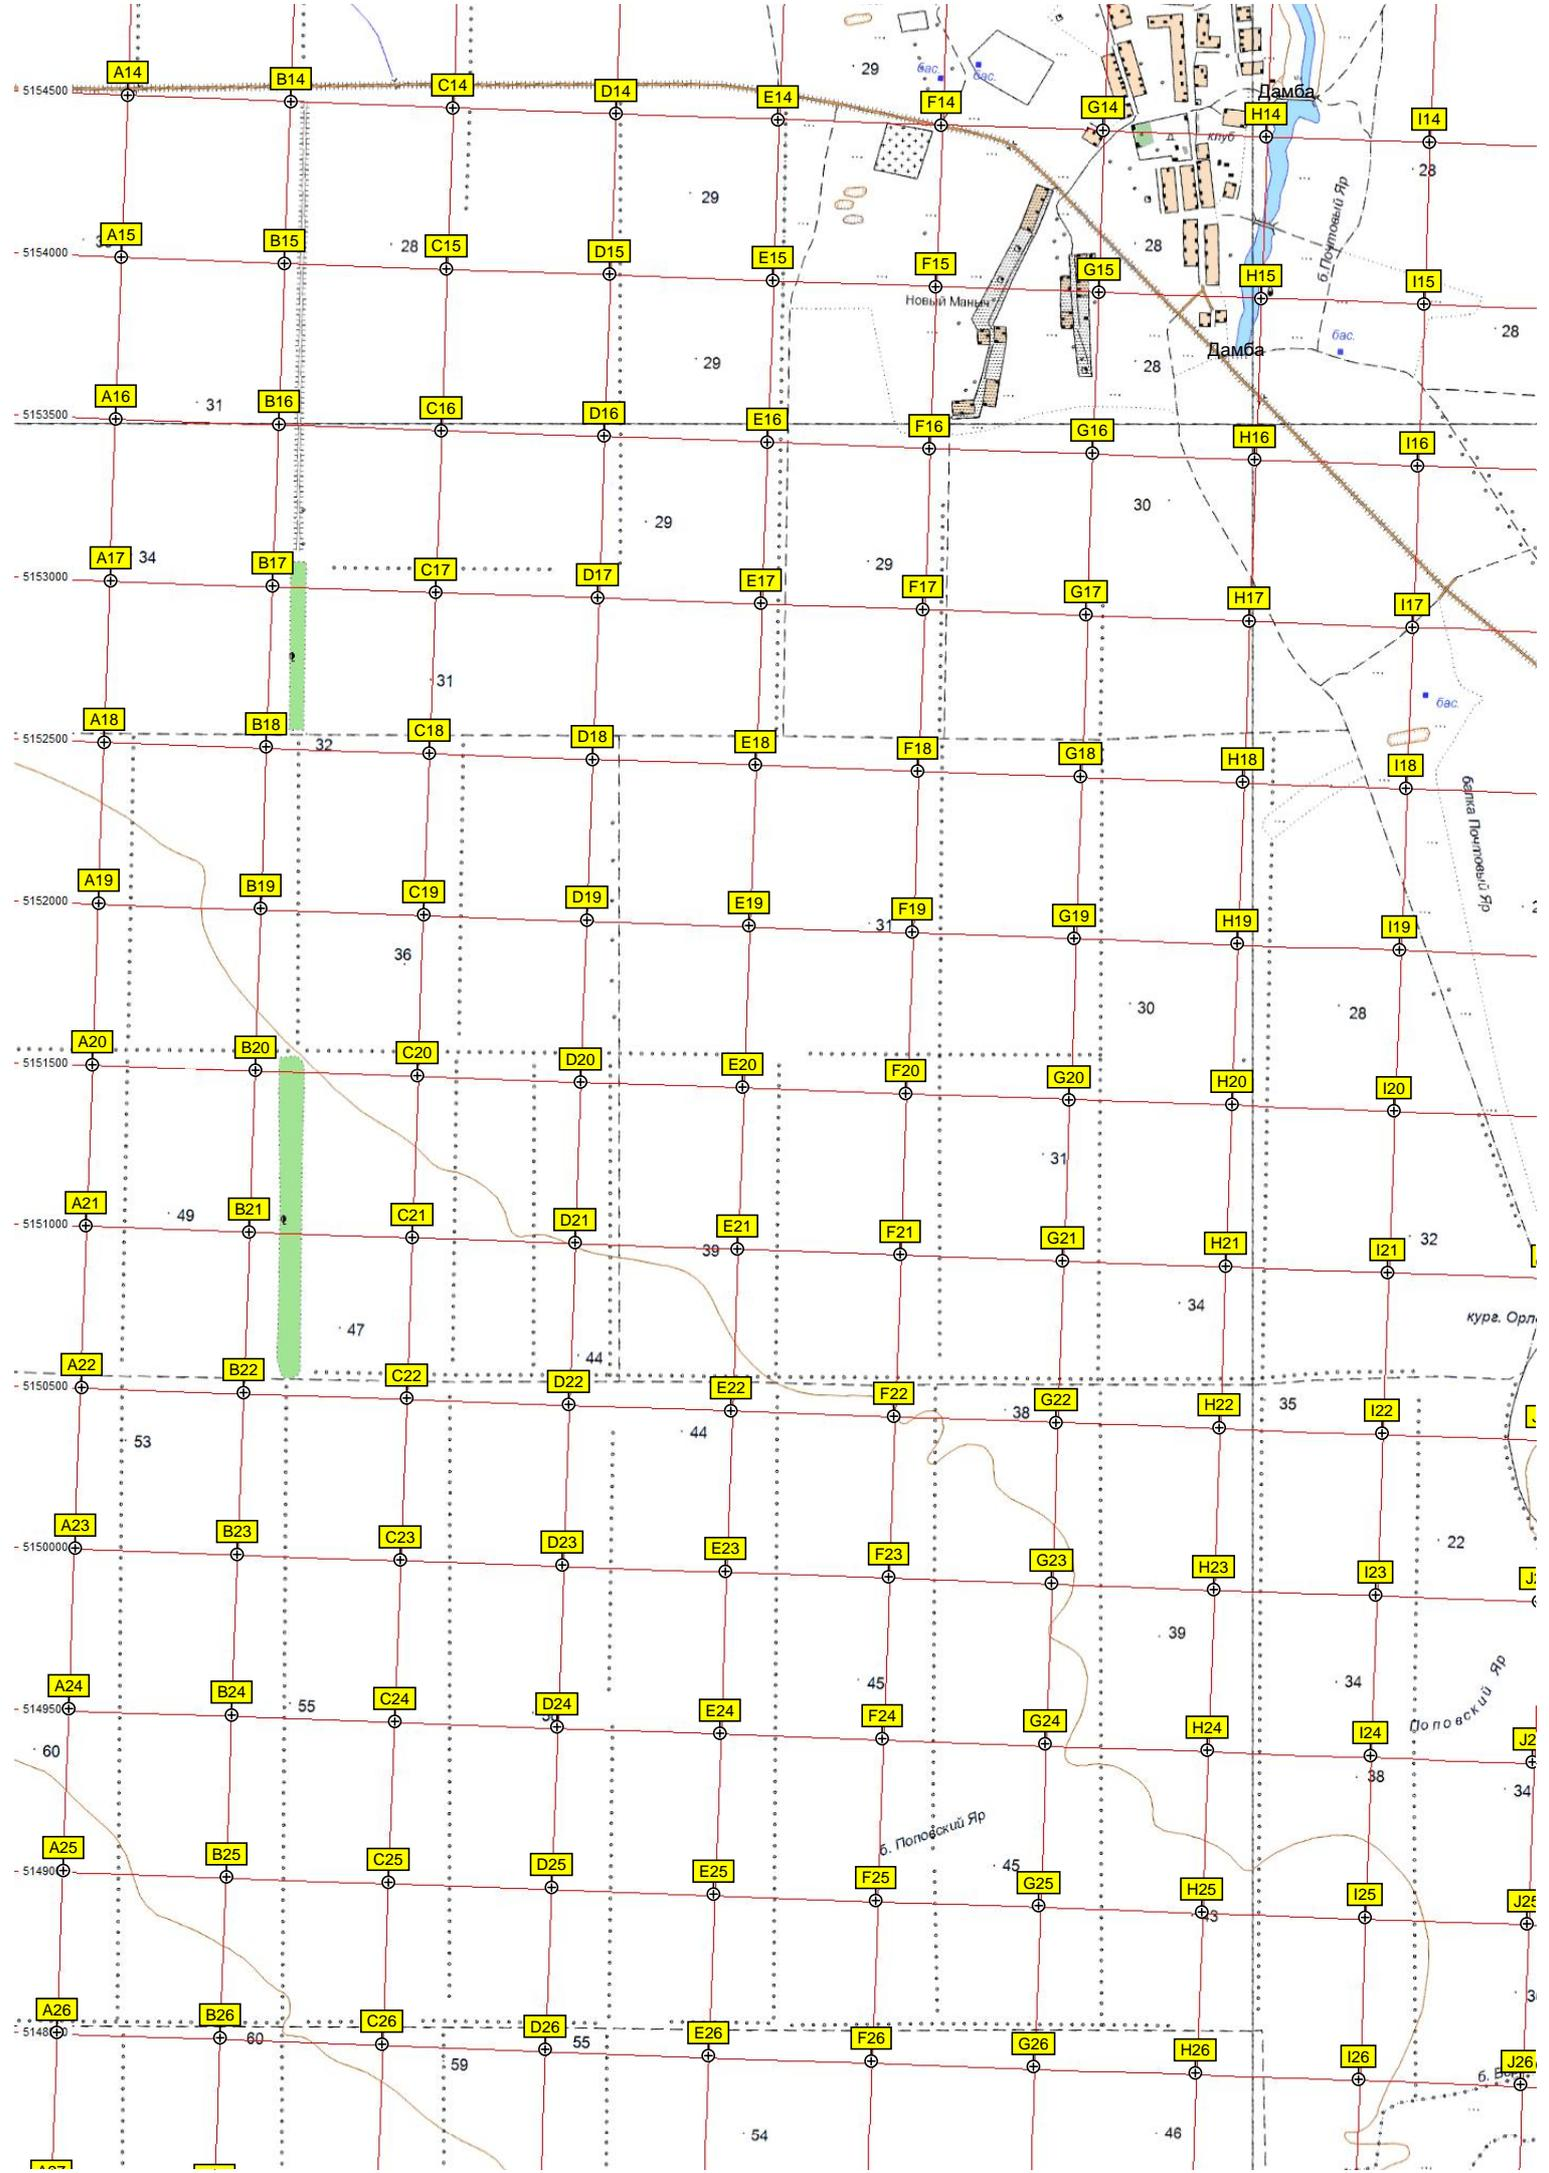 29
бас.
бас.
A14 B14 C14 D14 E14 F14 G14 H14 I14
Дамба
5154500
клуб
28
29
б. Почтовый Яр
A15 B15 C15 D15 E15 F15 G15 H15 I15
28
28
5154000
Новый Маныч
28
бас.
Дамба
29
28
A16 B16 C16 D16 E16 F16 G16 H16 I16
31
5153500
30
29
29
A17 34 B17 C17 D17 E17 F17 G17 H17 I17
5153000
31
бас.
A18 B18 C18 D18 E18 F18 G18 H18 I18
32
5152500
балка Почтовый Яр
A19 B19 C19 D19 E19 F19 G19 H19 I19
31
5152000
36
30
28
A20 B20 C20 D20 E20 F20 G20 H20 I20
5151500
31
A21 B21 C21 D21 E21 F21 G21 H21 I21
49
32
5151000
39
34
кург.
47
44
A22 B22 C22 D22 E22 F22 G22 H22 I22
5150500
38
35
44
53
A23 B23 C23 D23 E23 F23 G23 H23 I23
22
5150000
39
45
34
Поповский Яр
A24 B24 C24 D24 E24 F24 G24 H24 I24
55
60
38
34
б. Поповский Яр
A25 B25 C25 D25 E25 F25 G25 H25 I25 J25
45
43
A26 B26 C26 D26 E26 F26 G26 H26 I26 J26
60
55
59
54
46